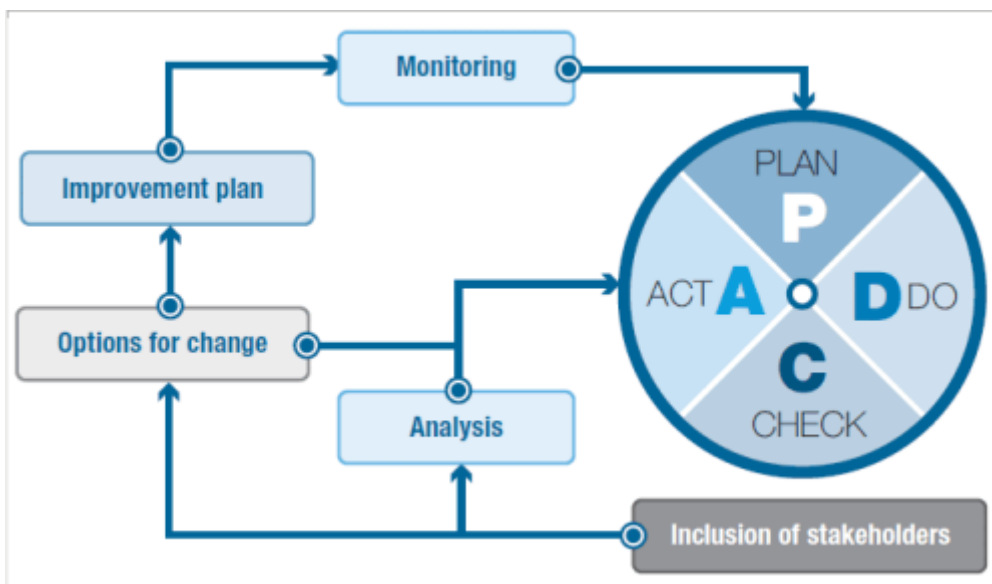 Monitoring
Improvement plan
Options for change
Analysis
Inclusion of stakeholders
PLAN
P
ACT A
D DO
C
CHECK